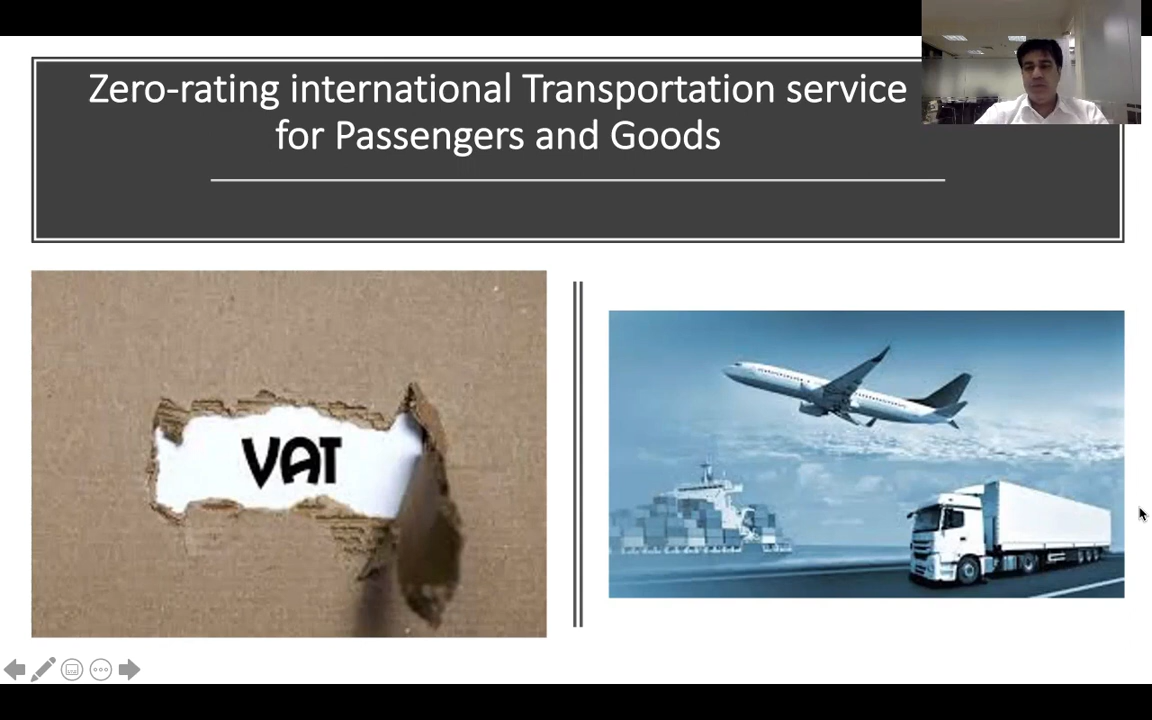 Zero-rating international Transportation service
for Passengers and Goods
VAT